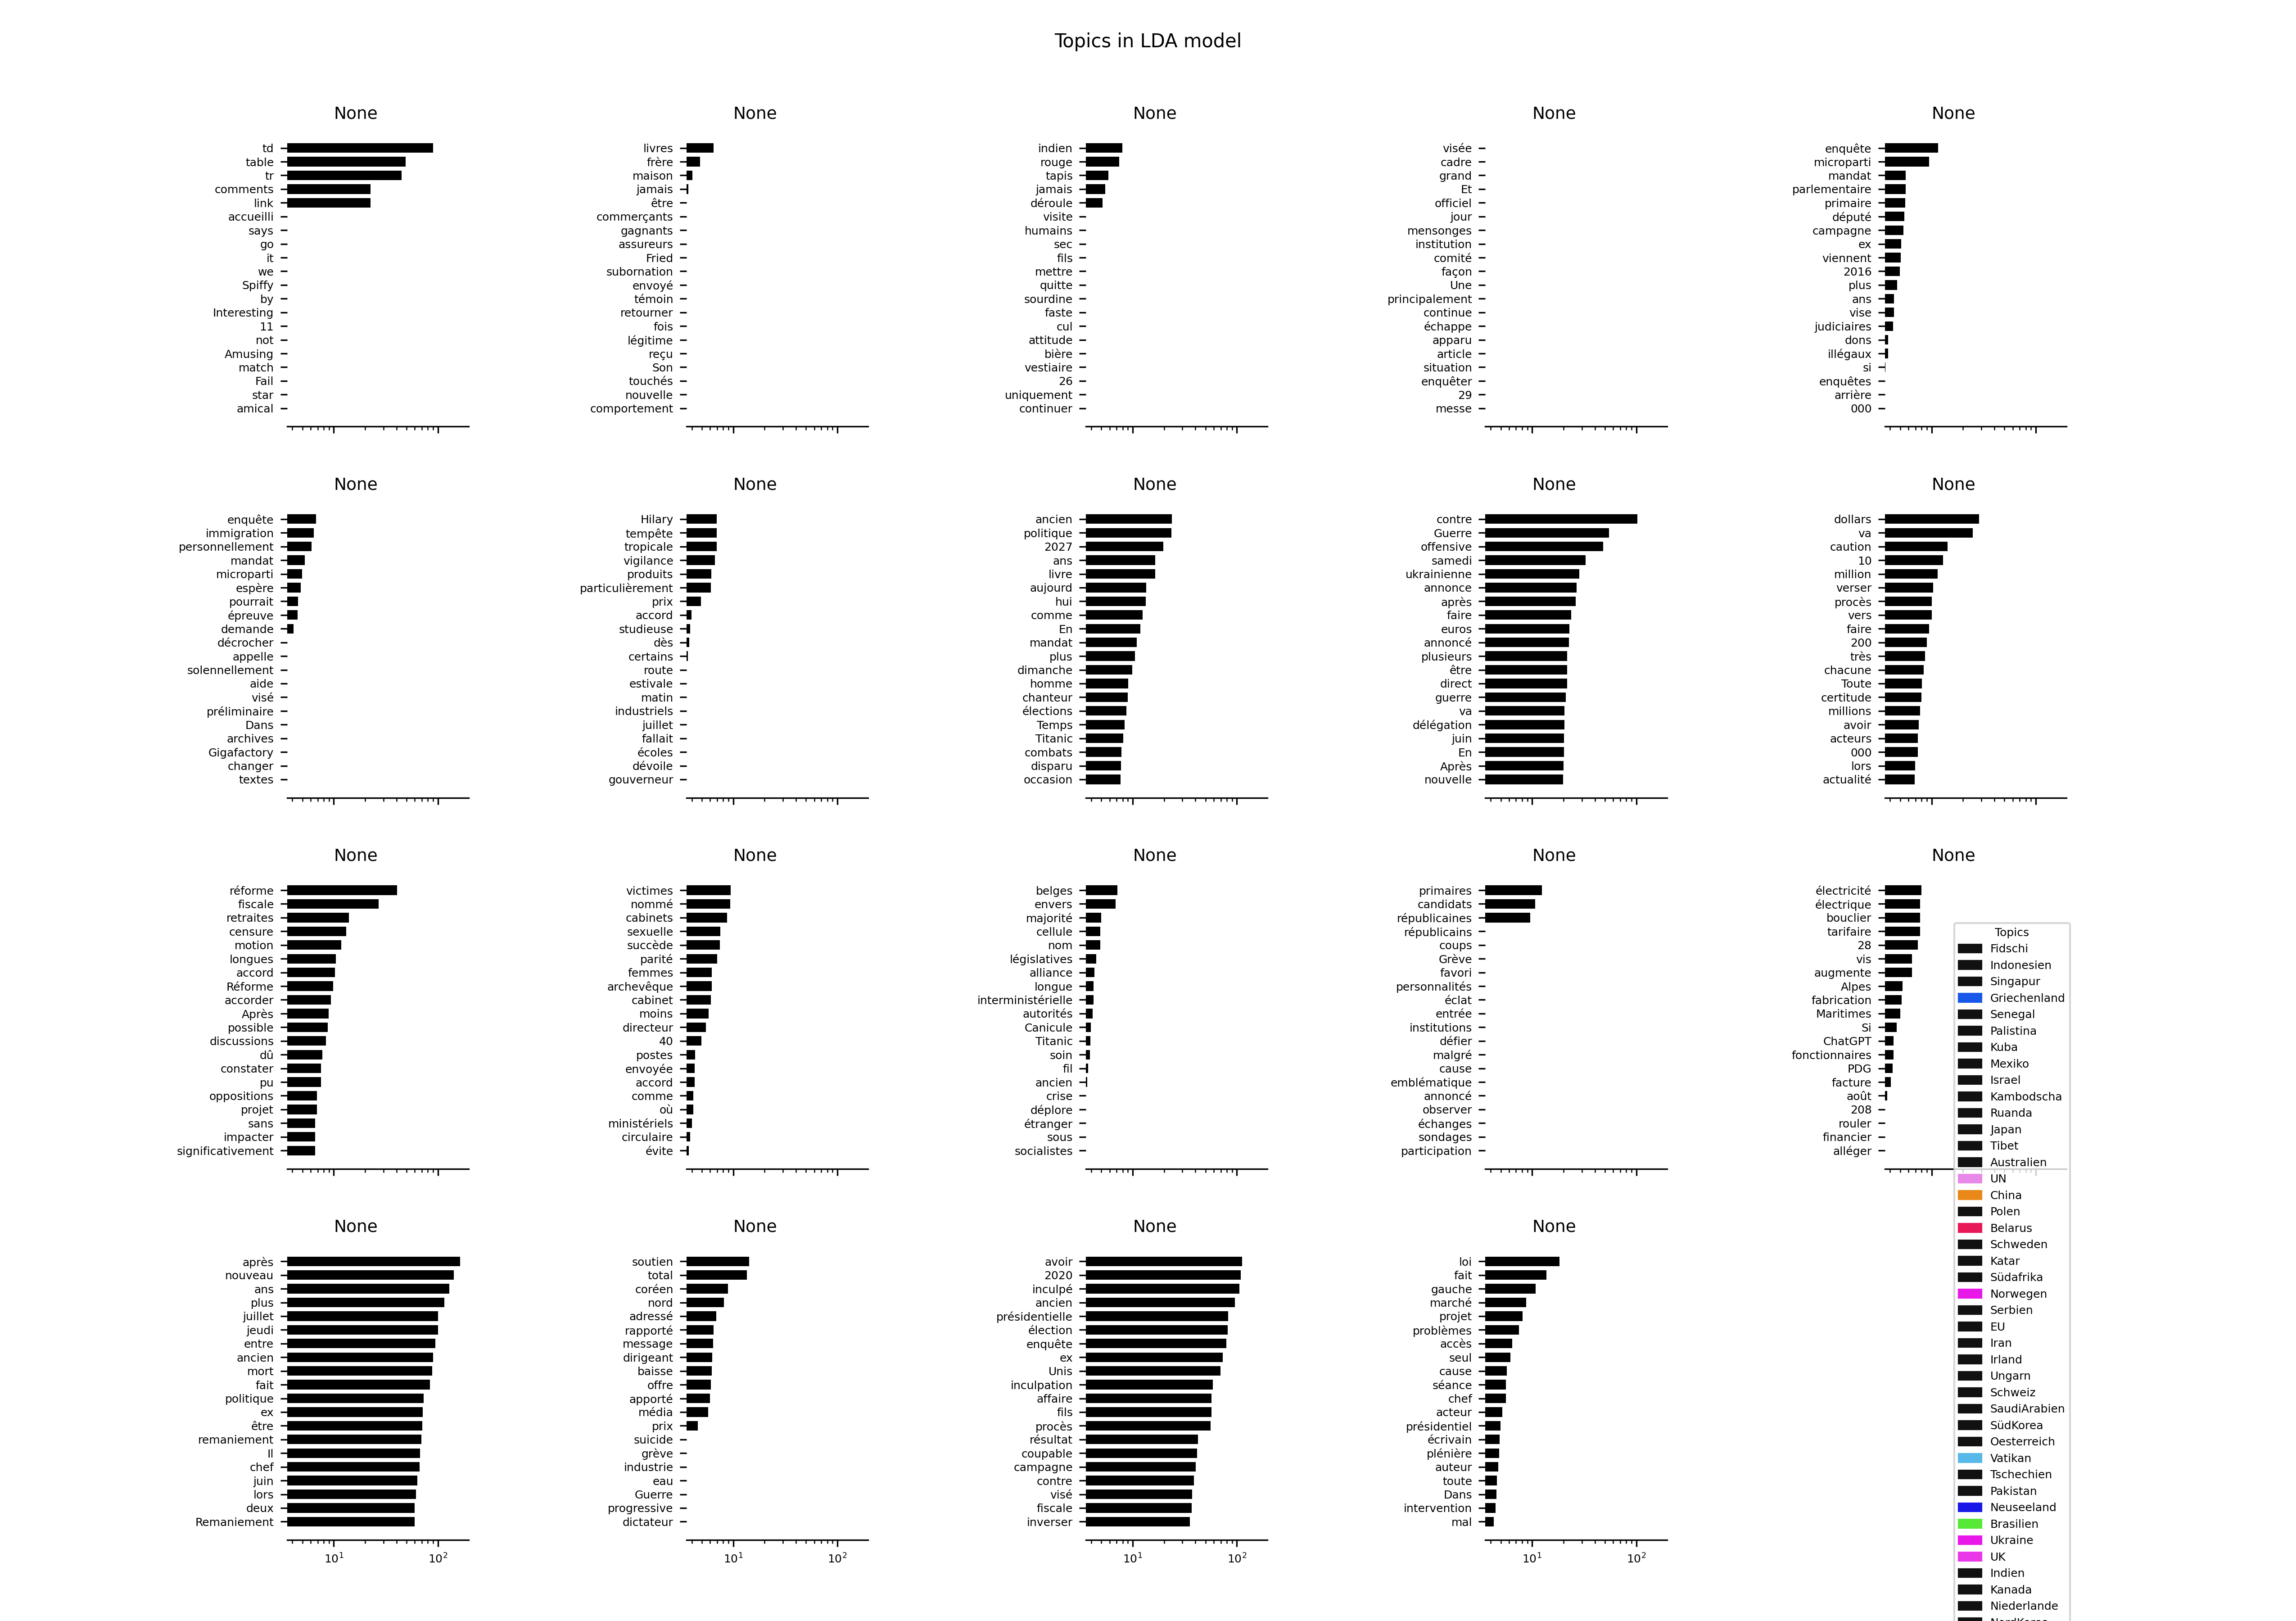 Topics in LDA model
None
td
table
tr
comments
link
accueilli
says
go
it
we
Spiffy
by
Interesting
11
not
Amusing
match
Fail
star
amical
None
livres
frère
maison
jamais
être
commerçants
gagnants
assureurs
Fried
subornation
envoyé
témoin
retourner
fois
légitime
reçu
Son
touchés
nouvelle
comportement
None
indien
rouge
tapis
jamais
déroule
visite
humains
sec
fils
mettre
quitte
sourdine
faste
cul
attitude
bière
vestiaire
26
uniquement
continuer
None
visée
cadre
grand
Et
officiel
jour
mensonges
institution
comité
façon
Une
principalement
continue
échappe
apparu
article
situation
enquêter
29
messe
None
enquête
microparti
mandat
parlementaire
primaire
député
campagne
ex
viennent
2016
plus
ans
vise
judiciaires
dons
illégaux
si
enquêtes
arrière
000
None
enquête
immigration
personnellement
mandat
microparti
espère
pourrait
épreuve
demande
décrocher
appelle
solennellement
aide
visé
préliminaire
Dans
archives
Gigafactory
changer
textes
None
Hilary
tempête
tropicale
vigilance
produits
particulièrement
prix
accord
studieuse
dès
certains
route
estivale
matin
industriels
juillet
fallait
écoles
dévoile
gouverneur
None
ancien
politique
2027
ans
livre
aujourd
hui
comme
En
mandat
plus
dimanche
homme
chanteur
élections
Temps
Titanic
combats
disparu
occasion
None
contre
Guerre
offensive
samedi
ukrainienne
annonce
après
faire
euros
annoncé
plusieurs
être
direct
guerre
va
délégation
juin
En
Après
nouvelle
None
dollars
va
caution
10
million
verser
procès
vers
faire
200
très
chacune
Toute
certitude
millions
avoir
acteurs
000
lors
actualité
None
réforme
fiscale
retraites
censure
motion
longues
accord
Réforme
accorder
Après
possible
discussions
dû
constater
pu
oppositions
projet
sans
impacter
significativement
None
victimes
nommé
cabinets
sexuelle
succède
parité
femmes
archevêque
cabinet
moins
directeur
40
postes
envoyée
accord
comme
où
ministériels
circulaire
évite
None
belges
envers
majorité
cellule
nom
législatives
alliance
longue
interministérielle
autorités
Canicule
Titanic
soin
fil
ancien
crise
déplore
étranger
sous
socialistes
None
primaires
candidats
républicaines
républicains
coups
Grève
favori
personnalités
éclat
entrée
institutions
défier
malgré
cause
emblématique
annoncé
observer
échanges
sondages
participation
None
électricité
électrique
bouclier
tarifaire
28
vis
augmente
Alpes
fabrication
Maritimes
Si
ChatGPT
fonctionnaires
PDG
facture
août
208
rouler
financier
alléger
None
après
nouveau
ans
plus
juillet
jeudi
entre
ancien
mort
fait
politique
ex
être
remaniement
Il
chef
juin
lors
deux
Remaniement
10¹ 10²
None
soutien
total
coréen
nord
adressé
rapporté
message
dirigeant
baisse
offre
apporté
média
prix
suicide
grève
industrie
eau
Guerre
progressive
dictateur
10¹ 10²
None
avoir
2020
inculpé
ancien
présidentielle
élection
enquête
ex
Unis
inculpation
affaire
fils
procès
résultat
coupable
campagne
contre
visé
fiscale
inverser
10¹ 10²
None
loi
fait
gauche
marché
projet
problèmes
accès
seul
cause
séance
chef
acteur
présidentiel
écrivain
plénière
auteur
toute
Dans
intervention
mal
10¹ 10²
Topics
Fidschi
Indonesien
Singapur
Griechenland
Senegal
Palistina
Kuba
Mexiko
Israel
Kambodscha
Ruanda
Japan
Tibet
Australien
UN
China
Polen
Belarus
Schweden
Katar
Südafrika
Norwegen
Serbien
EU
Iran
Irland
Ungarn
Schweiz
SaudiArabien
SüdKorea
Oesterreich
Vatikan
Tschechien
Pakistan
Neuseeland
Brasilien
Ukraine
UK
Indien
Kanada
Niederlande